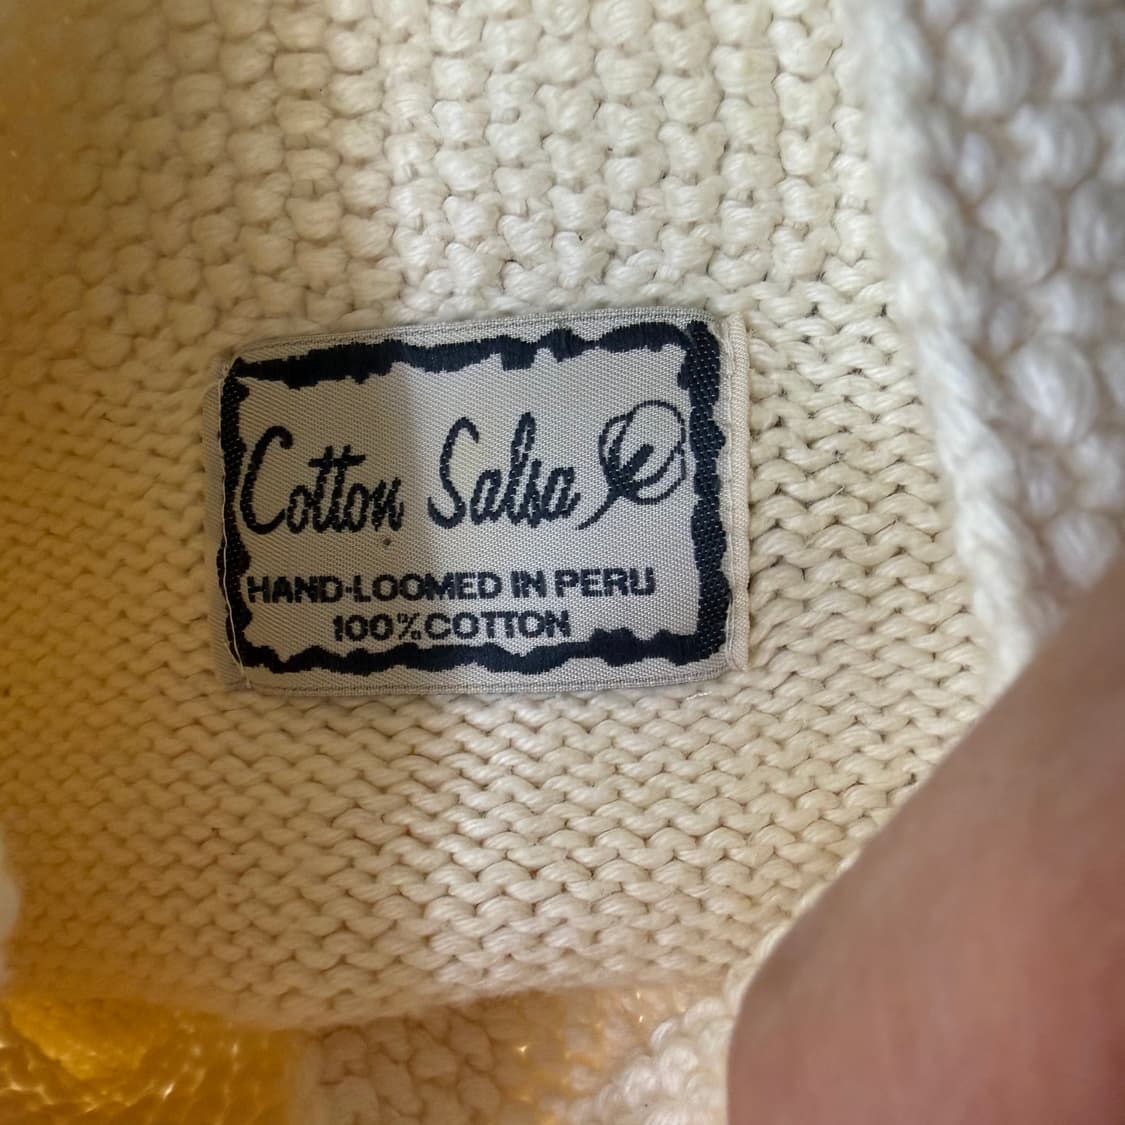 Cotton Salsa
HAND-LOOMED IN PERU
100% COTTON